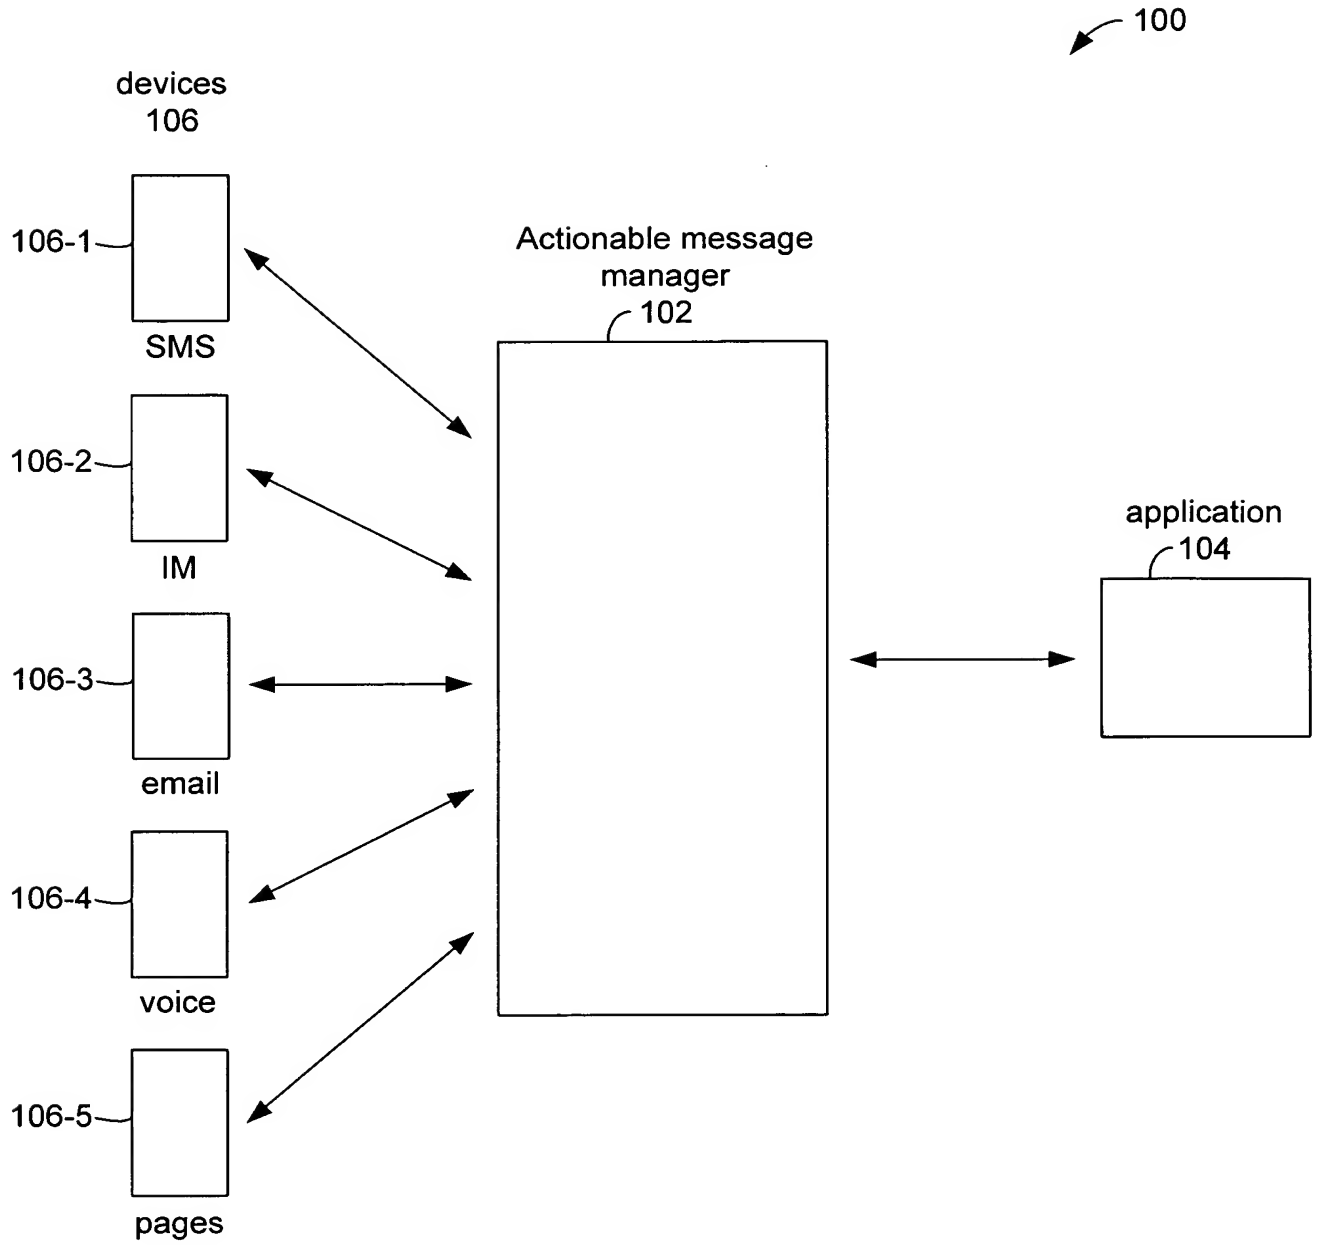 100
devices
106
106-1
SMS
Actionable message
manager
102
106-2
IM
application
104
106-3
email
106-4
voice
106-5
pages